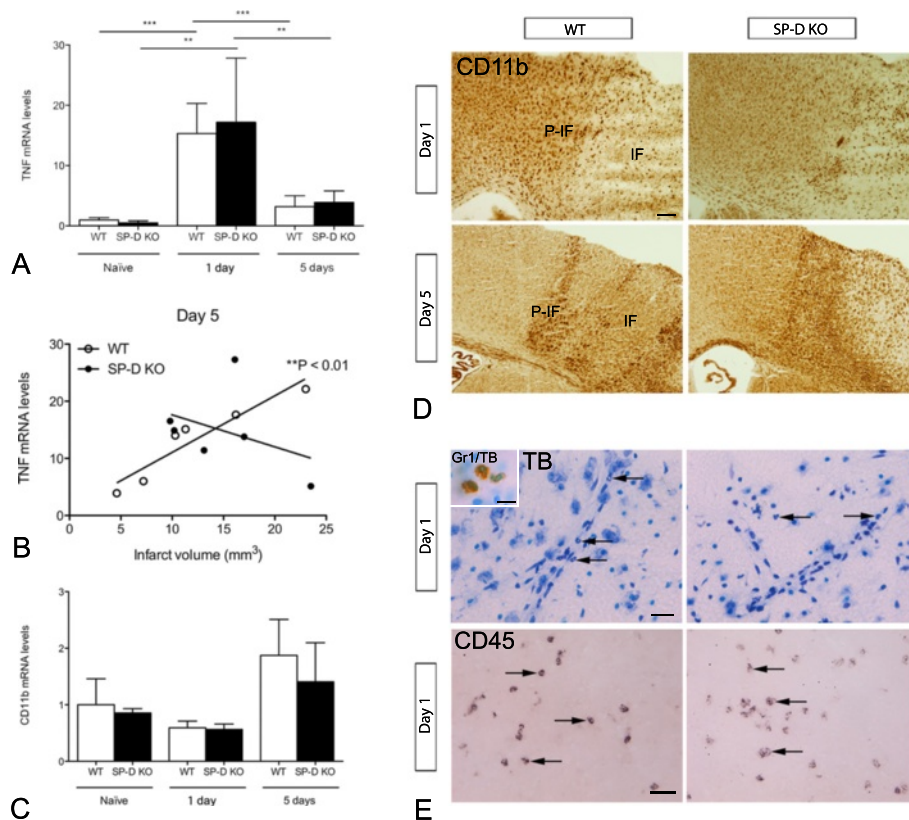 *** ***
** **
TNF mRNA levels
30
20
10
0
WT SP-D KO WT SP-D KO WT SP-D KO
Naïve 1 day 5 days
A
Day 5
WT
SP-D KO
**P < 0.01
TNF mRNA levels
30
20
10
0
0 5 10 15 20 25
Infarct volume (mm³)
B
CD11b mRNA levels
3
2
1
0
WT SP-D KO WT SP-D KO WT SP-D KO
Naïve 1 day 5 days
C
WT SP-D KO
Day 1
CD11b
P-IF
IF
Day 5
P-IF
IF
D
Day 1
Gr1/TB
TB
Day 1
CD45
E